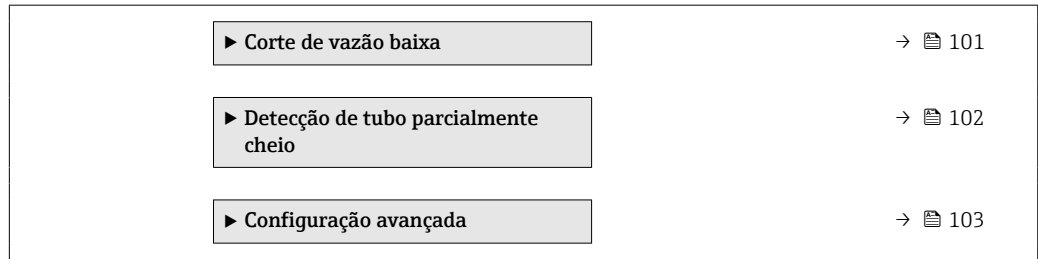 ► Corte de vazão baixa → 101
► Detecção de tubo parcialmente → 102
cheio
► Configuração avançada → 103